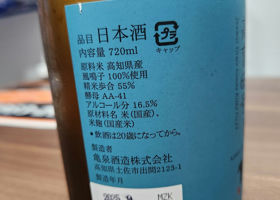 品目 日本酒
内容量 720ml
プラ
キャップ
原料米 高知県産
風鳴子 100%使用
精米歩合 55%
酵母 AA-41
アルコール分 16.5%
原材料名 米(国産)、
米麹(国産米)
•飲酒は20歳になってから。
製造者
亀泉酒造株式会社
高知県土佐市出間2123-1
製造年月
2025. 9
MZK